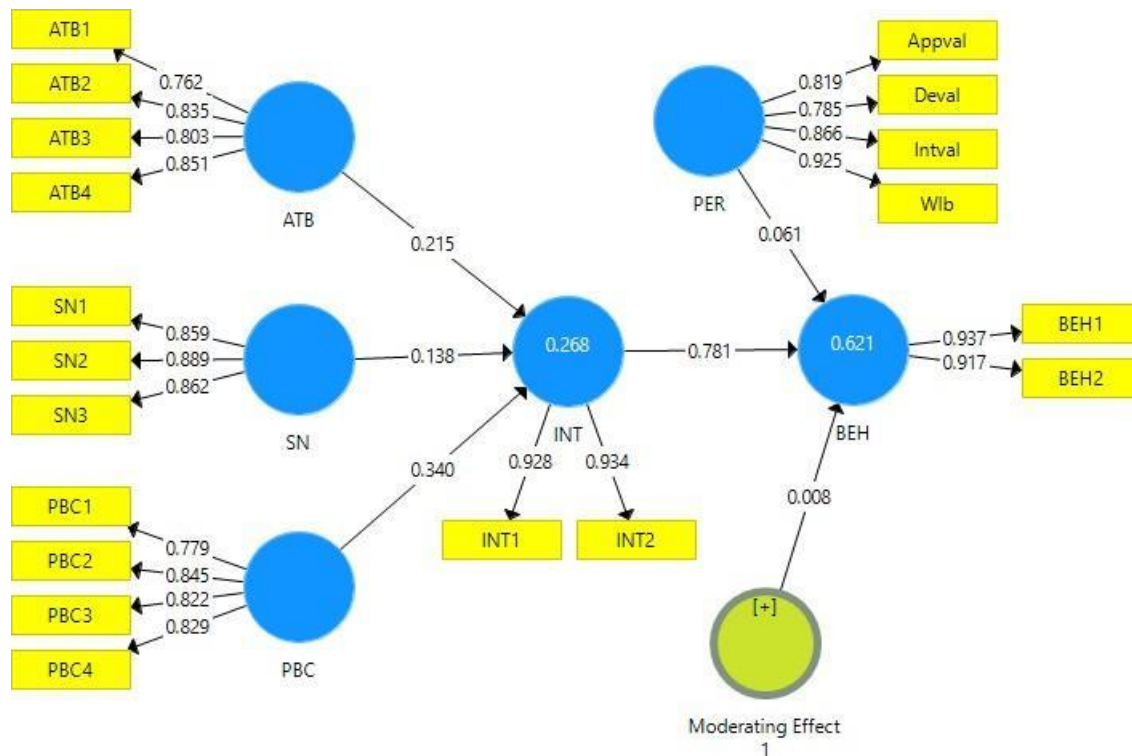 ATB1
ATB2
ATB3
ATB4
0.762
0.835
0.803
0.851
ATB
0.215
SN1
SN2
SN3
0.859
0.889
0.862
SN
0.138
PBC1
PBC2
PBC3
PBC4
0.779
0.845
0.822
0.829
PBC
0.340
0.268
INT
0.928
0.934
INT1
INT2
0.781
PER
0.819
0.785
0.866
0.925
Appval
Deval
Intval
Wlb
0.061
0.621
BEH
0.937
0.917
BEH1
BEH2
0.008
[+]
Moderating Effect
1